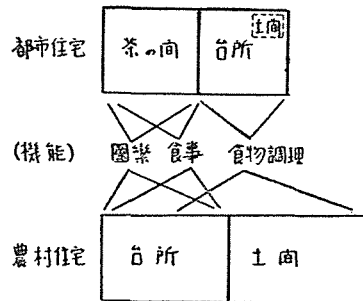 都市住宅 茶の間 台所 土間
(機能) 團欒 食事 食物調理
農村住宅 台所 土間